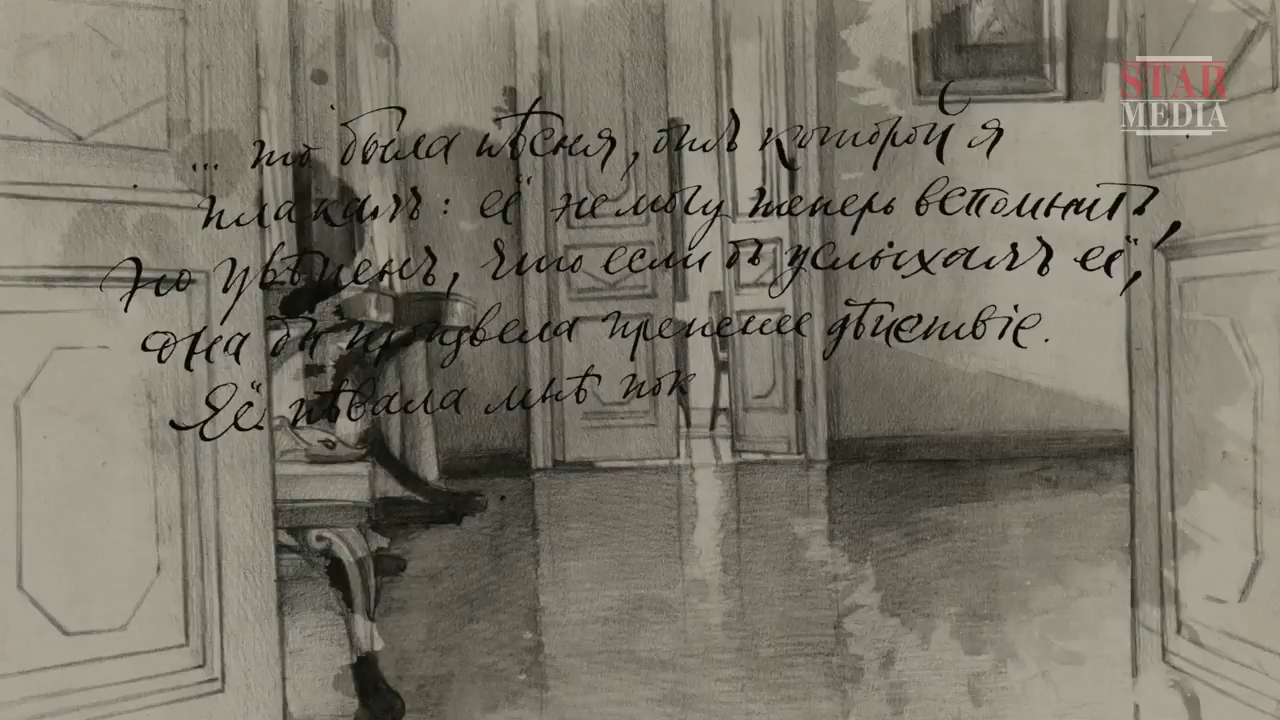 ... то была пѣсня, отъ которой я
плакалъ: её не могу теперь вспомнить,
но увѣренъ, что если бъ услыхалъ её,
она бы произвела прежнее дѣйствіе.
Её пѣвала мнѣ пок
STAR
MEDIA